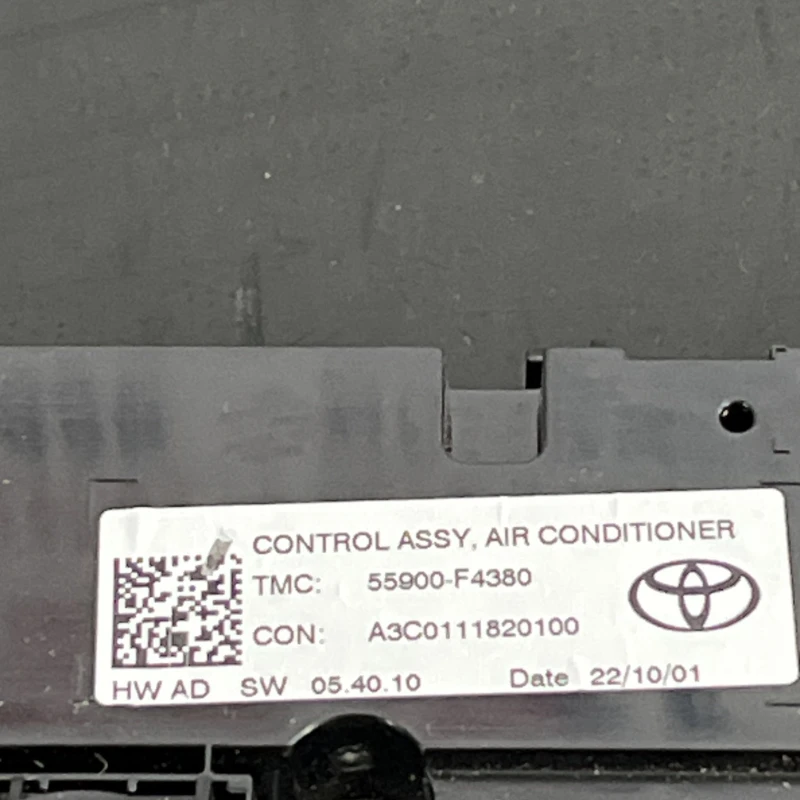 CONTROL ASSY, AIR CONDITIONER
TMC: 55900-F4380
CON: A3C0111820100
HW AD SW 05.40.10 Date 22/10/01